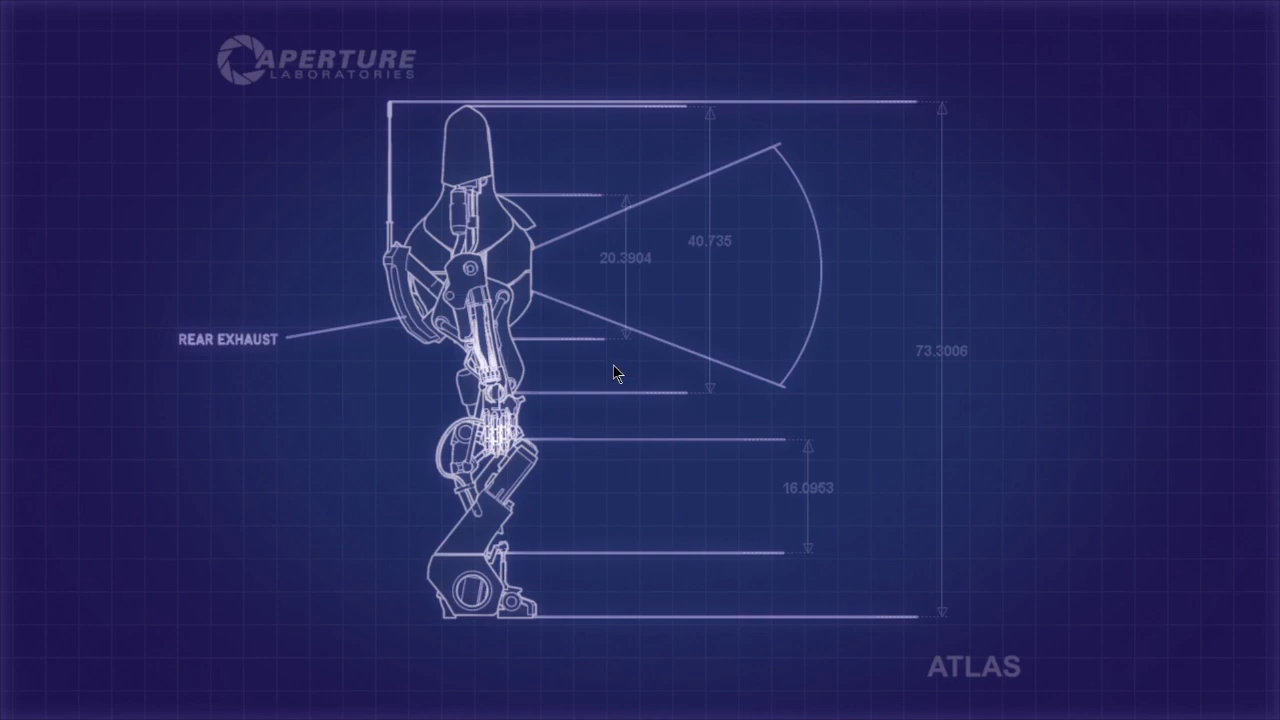 APERTURE
LABORATORIES
40.735
20.3904
REAR EXHAUST
73.3006
16.0953
ATLAS